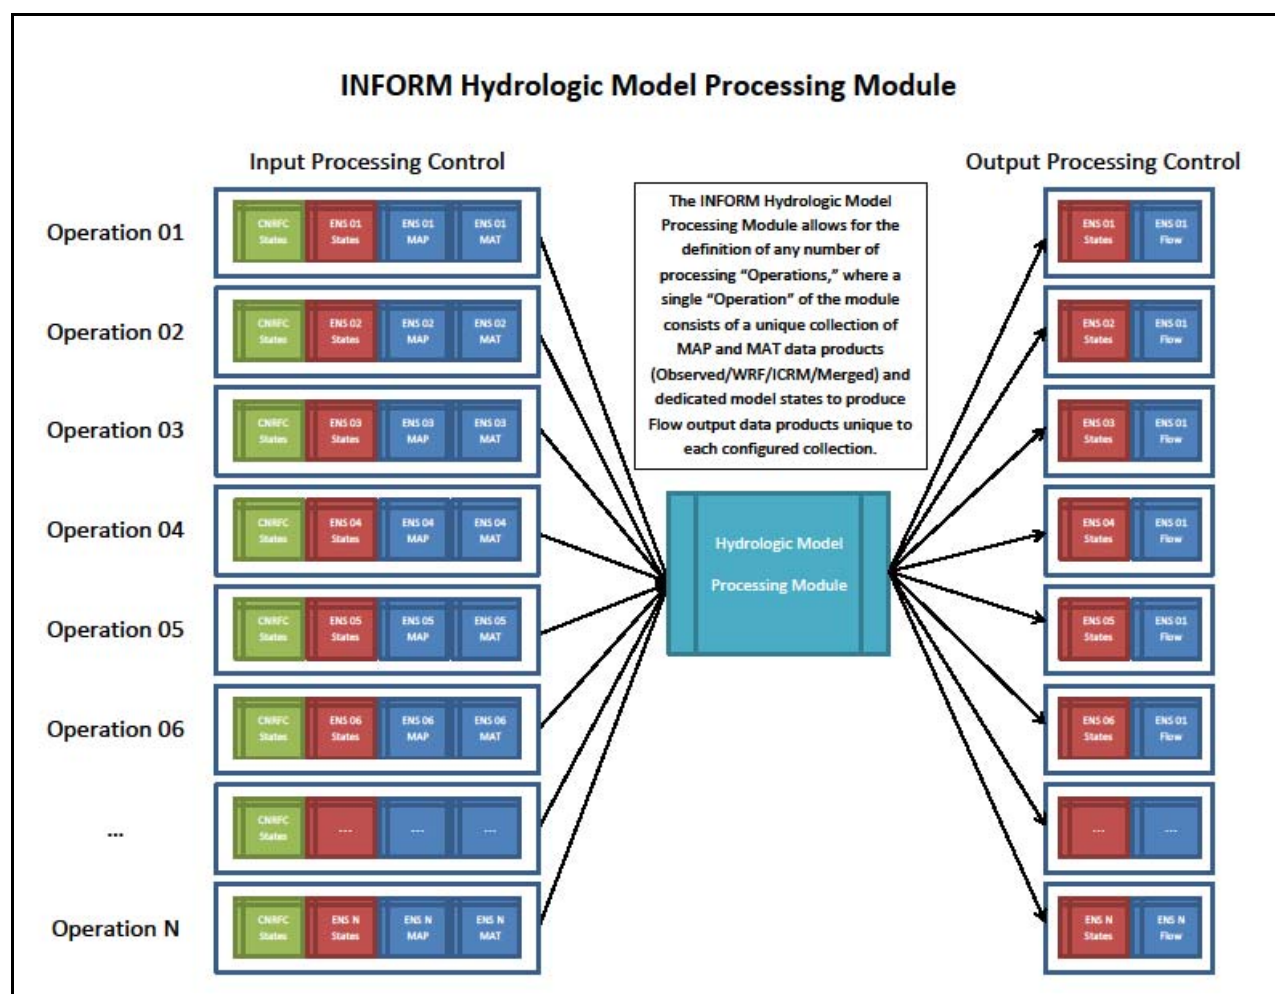 INFORM Hydrologic Model Processing Module
Input Processing Control
Output Processing Control
The INFORM Hydrologic Model
Processing Module allows for the
definition of any number of
processing “Operations,” where a
single “Operation” of the module
consists of a unique collection of
MAP and MAT data products
(Observed/WRF/ICRM/Merged) and
dedicated model states to produce
Flow output data products unique to
each configured collection.
Operation 01
CNRFC
States
ENS 01
States
ENS 01
MAP
ENS 01
MAT
ENS 01
States
ENS 01
Flow
Operation 02
CNRFC
States
ENS 02
States
ENS 02
MAP
ENS 02
MAT
ENS 02
States
ENS 01
Flow
Operation 03
CNRFC
States
ENS 03
States
ENS 03
MAP
ENS 03
MAT
ENS 03
States
ENS 01
Flow
Operation 04
CNRFC
States
ENS 04
States
ENS 04
MAP
ENS 04
MAT
ENS 04
States
ENS 01
Flow
Hydrologic Model
Processing Module
Operation 05
CNRFC
States
ENS 05
States
ENS 05
MAP
ENS 05
MAT
ENS 05
States
ENS 01
Flow
Operation 06
CNRFC
States
ENS 06
States
ENS 06
MAP
ENS 06
MAT
ENS 06
States
ENS 01
Flow
...
CNRFC
States
---
---
---
---
---
Operation N
CNRFC
States
ENS N
States
ENS N
MAP
ENS N
MAT
ENS N
States
ENS N
Flow